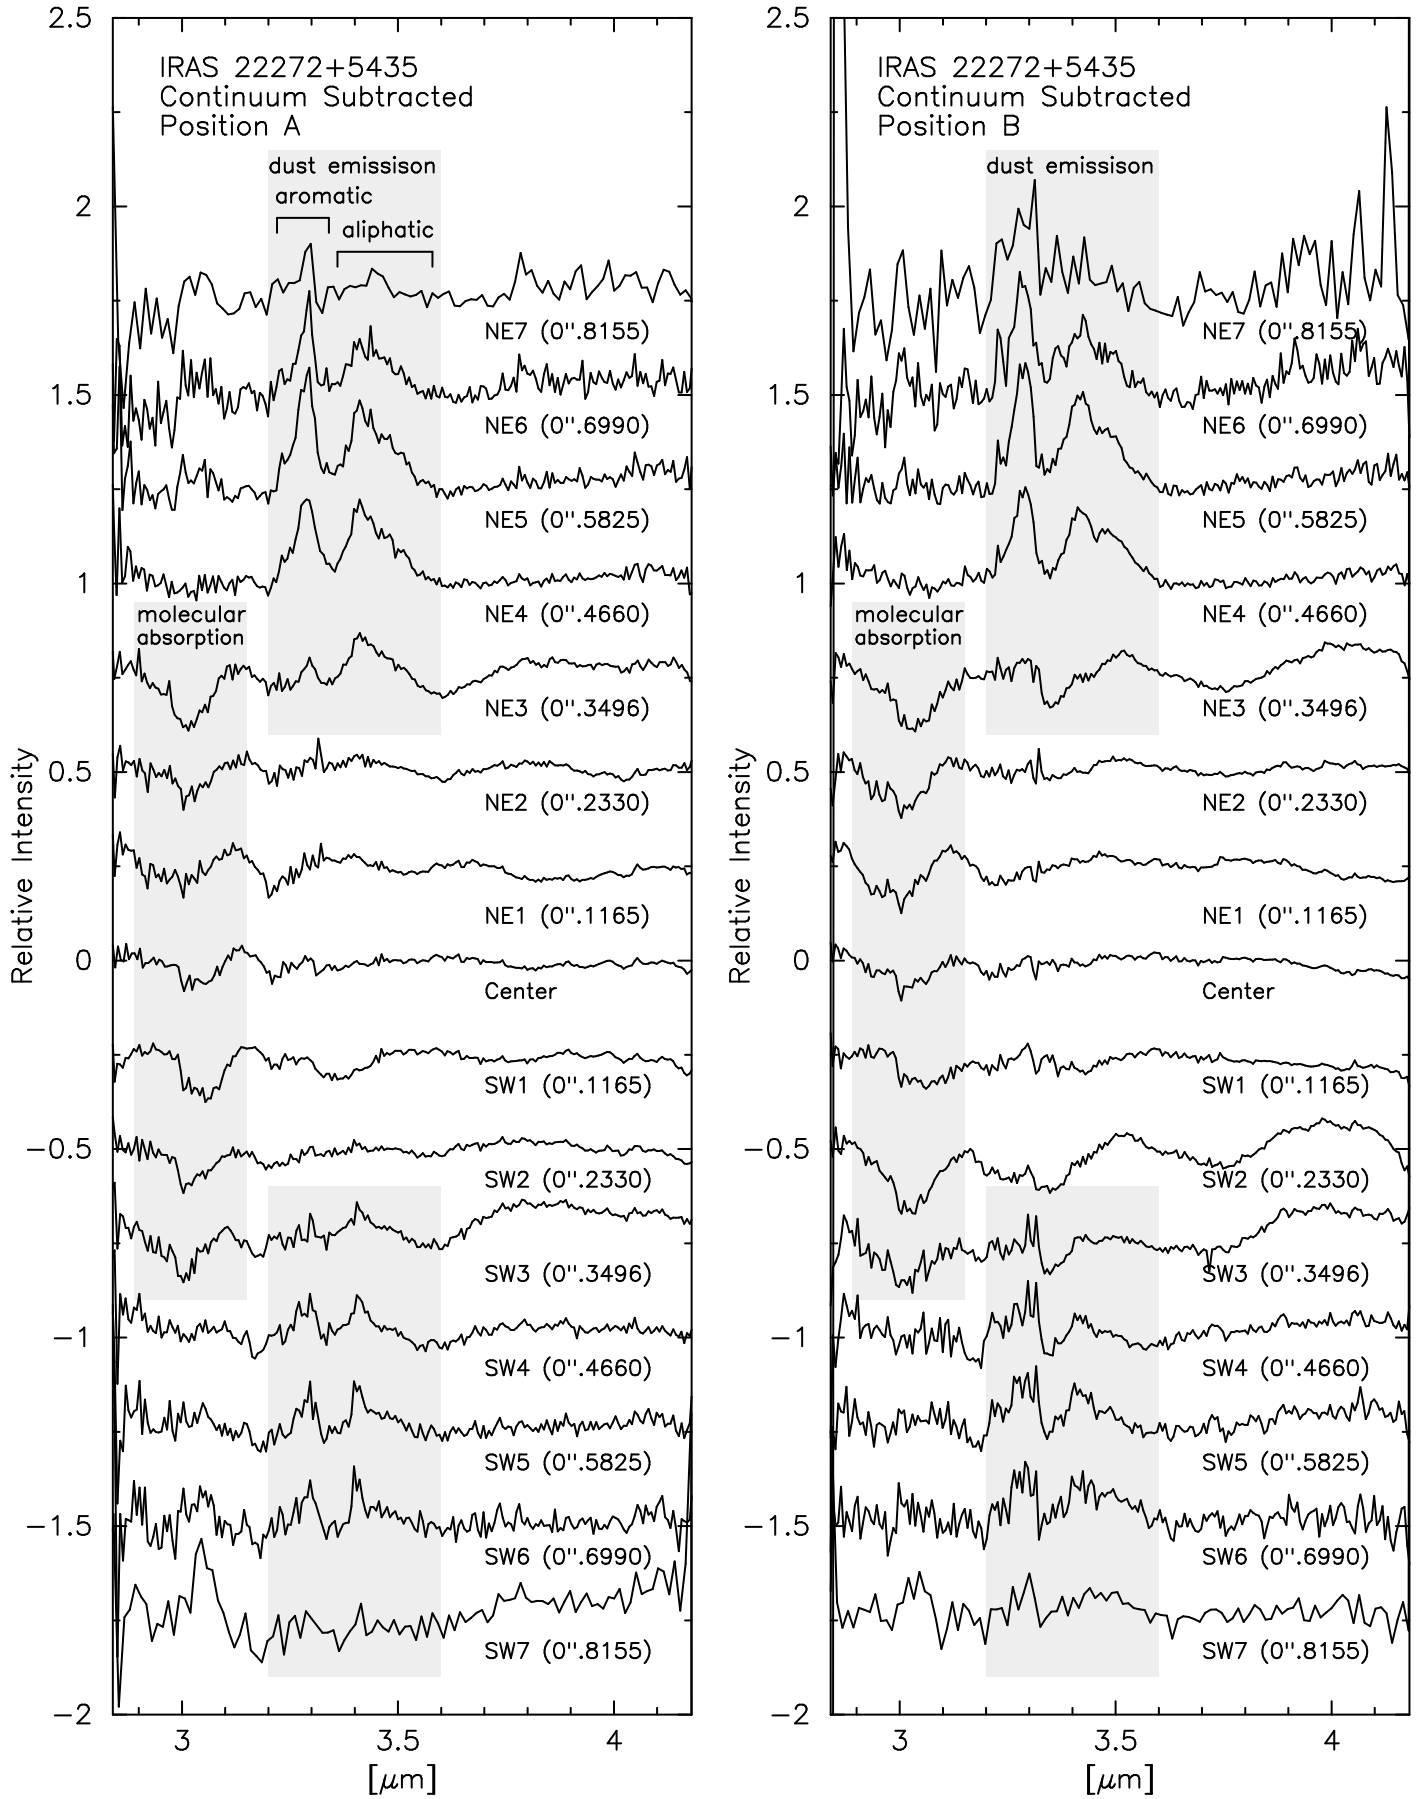 IRAS 22272+5435
Continuum Subtracted
Position A
dust emissison
aromatic
aliphatic
NE7 (0".8155)
NE6 (0".6990)
NE5 (0".5825)
molecular
absorption
NE4 (0".4660)
NE3 (0".3496)
NE2 (0".2330)
NE1 (0".1165)
Center
SW1 (0".1165)
SW2 (0".2330)
SW3 (0".3496)
SW4 (0".4660)
SW5 (0".5825)
SW6 (0".6990)
SW7 (0".8155)
2.5
2
1.5
1
0.5
0
−0.5
−1
−1.5
−2
Relative Intensity
3
3.5
4
[μm]
IRAS 22272+5435
Continuum Subtracted
Position B
dust emissison
NE7 (0".8155)
NE6 (0".6990)
NE5 (0".5825)
molecular
absorption
NE4 (0".4660)
NE3 (0".3496)
NE2 (0".2330)
NE1 (0".1165)
Center
SW1 (0".1165)
SW2 (0".2330)
SW3 (0".3496)
SW4 (0".4660)
SW5 (0".5825)
SW6 (0".6990)
SW7 (0".8155)
2.5
2
1.5
1
0.5
0
−0.5
−1
−1.5
−2
Relative Intensity
3
3.5
4
[μm]